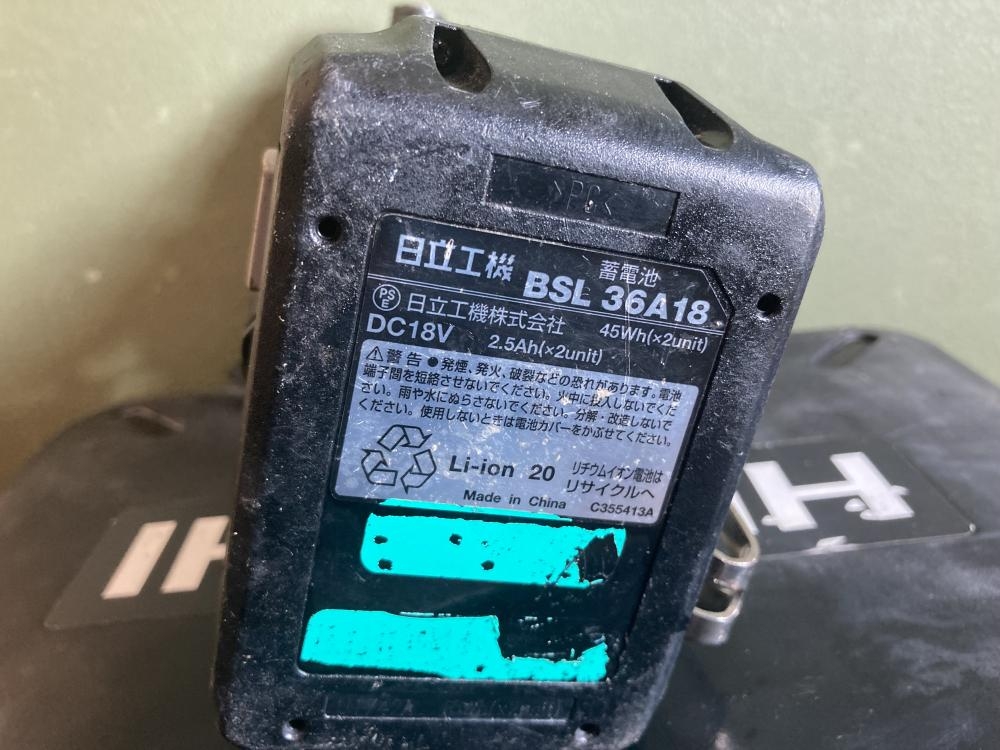 >PC<
日立工機
蓄電池
BSL 36A18
PSE 日立工機株式会社
45Wh(×2unit)
DC18V
2.5Ah(×2unit)
警告 ●発煙、発火、破裂などの恐れがあります。電池
端子間を短絡させないでください。火中に投入しないでくだ
さい。雨や水にぬらさないでください。分解・改造しないで
ください。使用しないときは電池カバーをかぶせてください。
Li-ion 20
リチウムイオン電池は
リサイクルへ
Made in China
C355413A